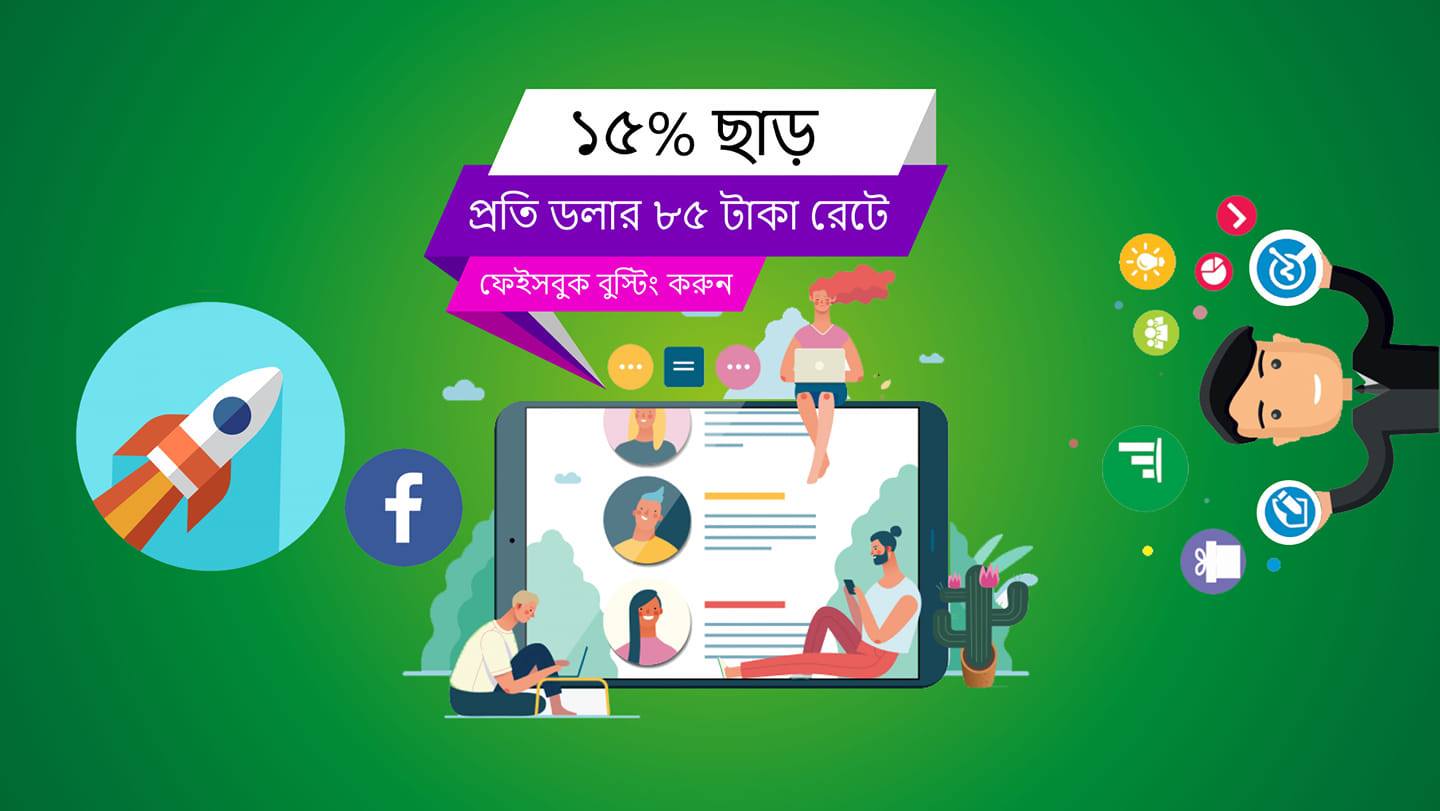 ১৫% ছাড়
প্রতি ডলার ৮৫ টাকা রেটে
ফেইসবুক বুস্টিং করুন
f